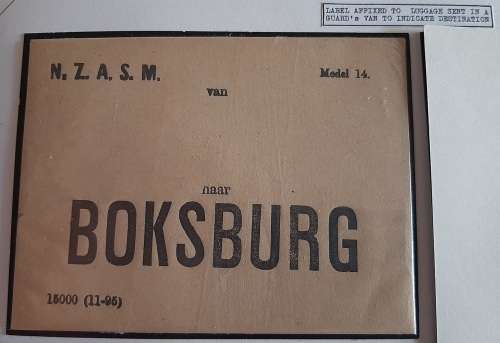 LABEL AFFIXED TO LUGGAGE SENT IN A
GUARD's VAN TO INDICATE DESTINATION
N. Z. A. S. M.
Model 14.
van
naar
BOKSBURG
15000 (11-95)